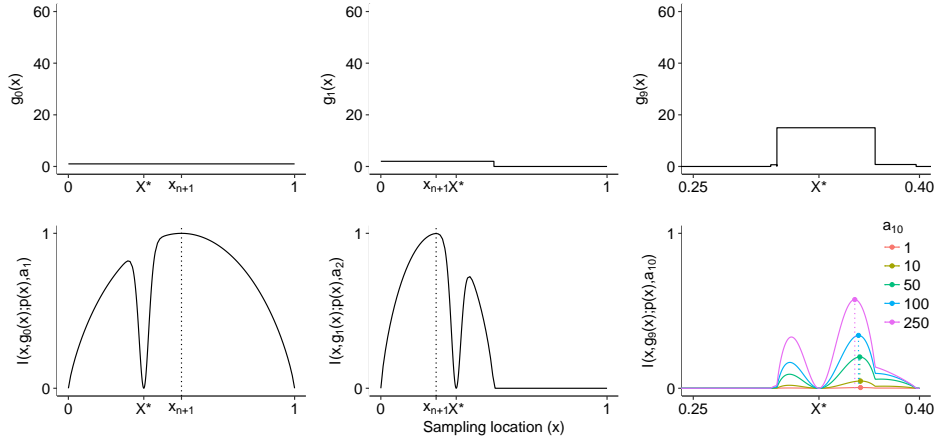 60
40
20
0
g0(x)
0
X*
xn+1
1
60
40
20
0
g1(x)
0
xn+1
X*
1
60
40
20
0
g9(x)
0.25
X*
0.40
1
0
I(x,g0(x);p(x),a1)
0
X*
xn+1
1
1
0
I(x,g1(x);p(x),a2)
0
xn+1
X*
1
Sampling location (x)
1
0
I(x,g9(x);p(x),a10)
a10
1
10
50
100
250
0.25
X*
0.40